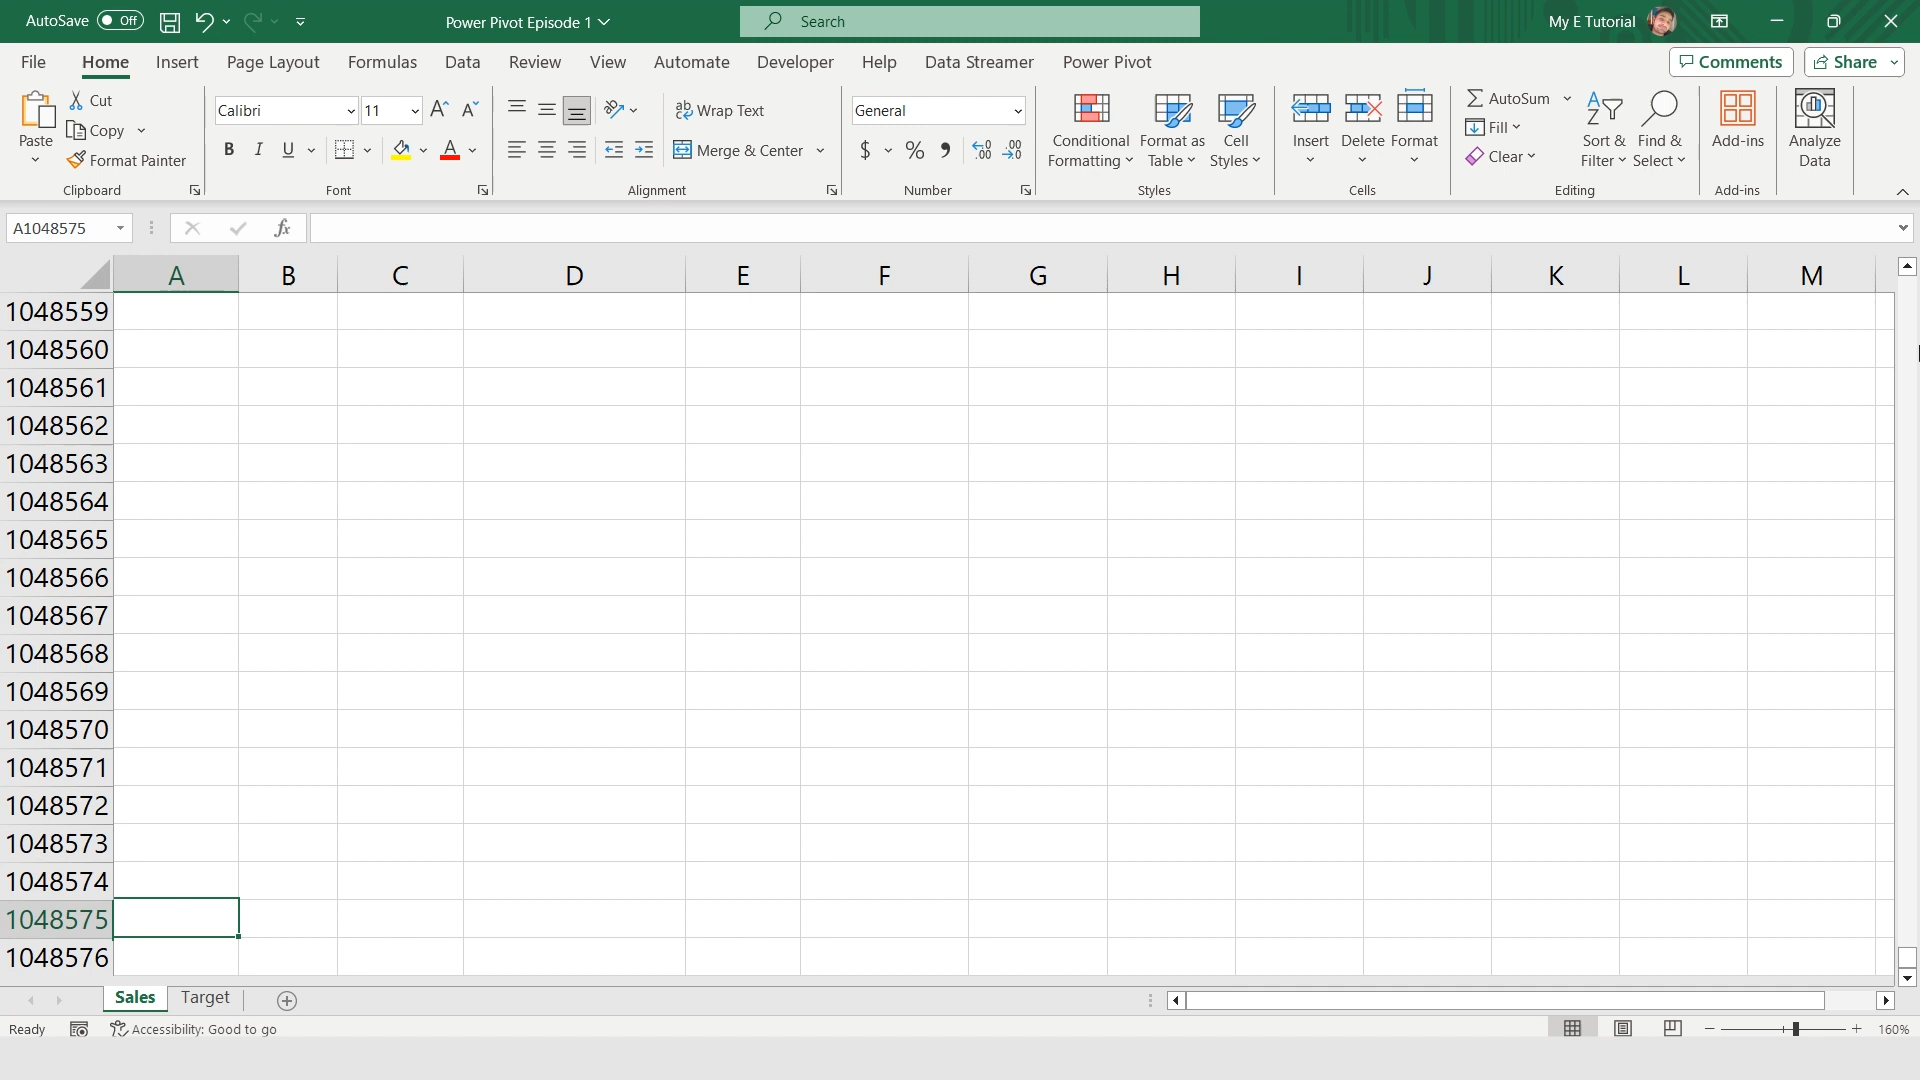 AutoSave Off Power Pivot Episode 1 Search My E Tutorial
File Home Insert Page Layout Formulas Data Review View Automate Developer Help Data Streamer Power Pivot Comments Share
Paste
Cut
Copy
Format Painter
Clipboard
Calibri 11
B I U A
Font
ab Wrap Text
Merge & Center
Alignment
General
$ % , .00 .00
Number
Conditional Formatting
Format as Table
Cell Styles
Styles
Insert Delete Format
Cells
AutoSum
Fill
Clear
Sort & Filter
Find & Select
Editing
Add-ins
Add-ins
Analyze Data
A1048575 fx
A B C D E F G H I J K L M
1048559
1048560
1048561
1048562
1048563
1048564
1048565
1048566
1048567
1048568
1048569
1048570
1048571
1048572
1048573
1048574
1048575
1048576
Sales Target
Ready Accessibility: Good to go 160%